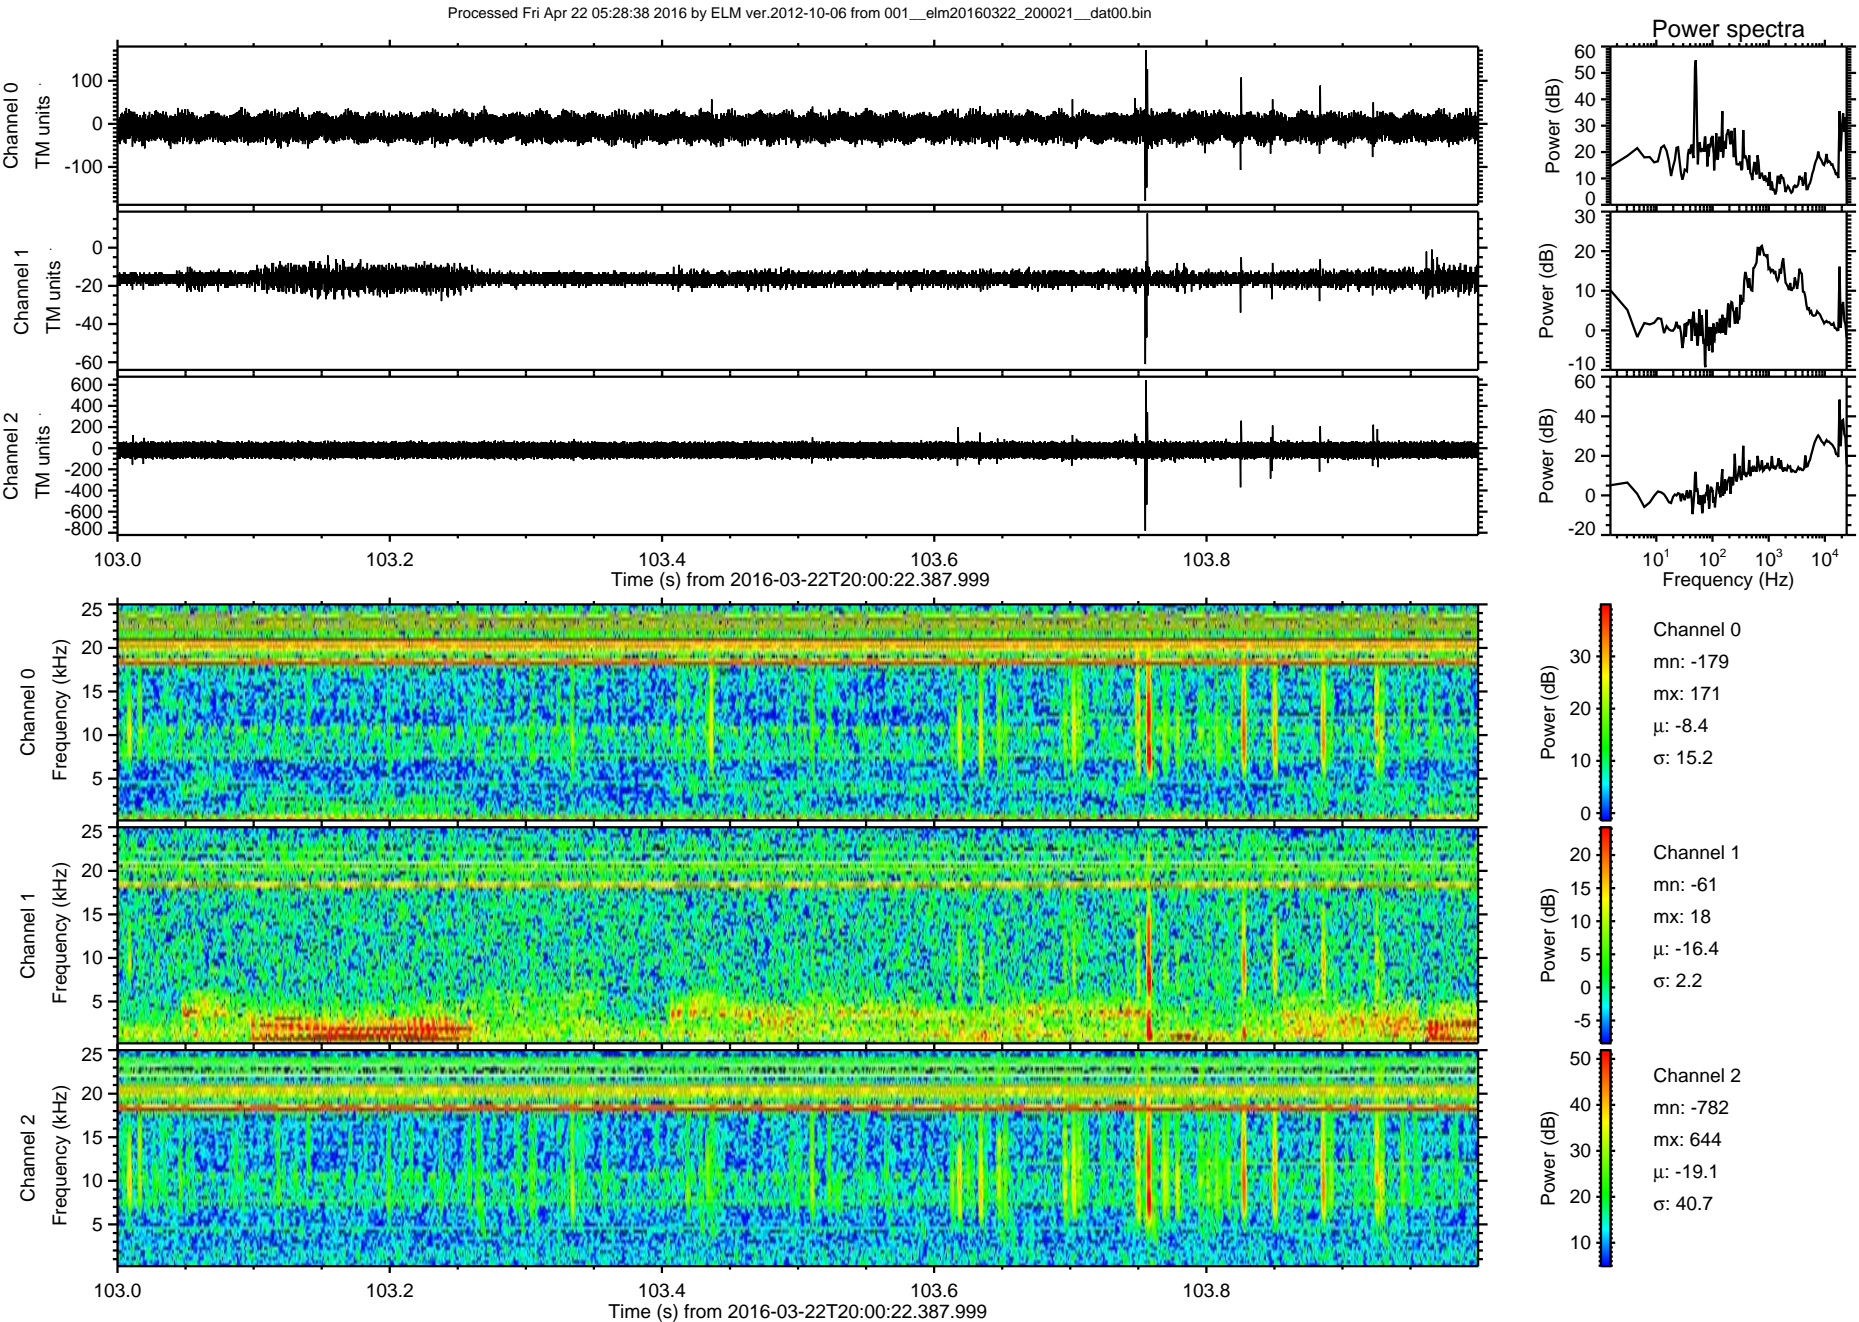 Processed Fri Apr 22 05:28:38 2016 by ELM ver.2012-10-06 from 001__elm20160322_200021__dat00.bin
Power spectra
Channel 0
TM units
100
0
-100
Power (dB)
60
50
40
30
20
10
0
Channel 1
TM units
0
-20
-40
-60
Power (dB)
30
20
10
0
-10
Channel 2
TM units
600
400
200
0
-200
-400
-600
-800
Power (dB)
60
40
20
0
-20
103.0 103.2 103.4 103.6 103.8
Time (s) from 2016-03-22T20:00:22.387.999
10^1 10^2 10^3 10^4
Frequency (Hz)
Channel 0
Frequency (kHz)
25
20
15
10
5
Power (dB)
30
20
10
0
Channel 0
mn: -179
mx: 171
μ: -8.4
σ: 15.2
Channel 1
Frequency (kHz)
25
20
15
10
5
Power (dB)
20
15
10
5
0
-5
Channel 1
mn: -61
mx: 18
μ: -16.4
σ: 2.2
Channel 2
Frequency (kHz)
25
20
15
10
5
Power (dB)
50
40
30
20
10
Channel 2
mn: -782
mx: 644
μ: -19.1
σ: 40.7
103.0 103.2 103.4 103.6 103.8
Time (s) from 2016-03-22T20:00:22.387.999